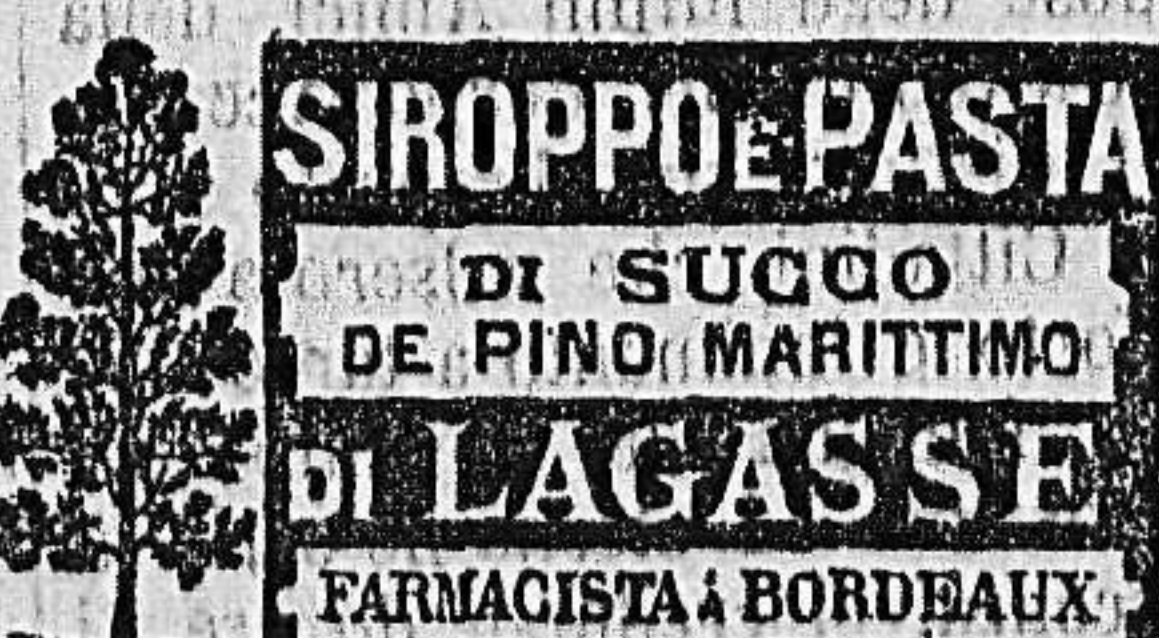 SIROPPO E PASTA
DI SUCCO
DE PINO MARITTIMO
DI LAGASSE
FARMACISTA á BORDEAUX